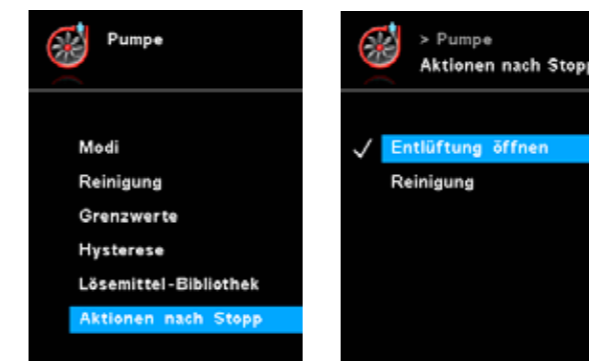 Pumpe
Modi
Reinigung
Grenzwerte
Hysterese
Lösemittel-Bibliothek
Aktionen nach Stopp
> Pumpe
Aktionen nach Stopp
Entlüftung öffnen
Reinigung